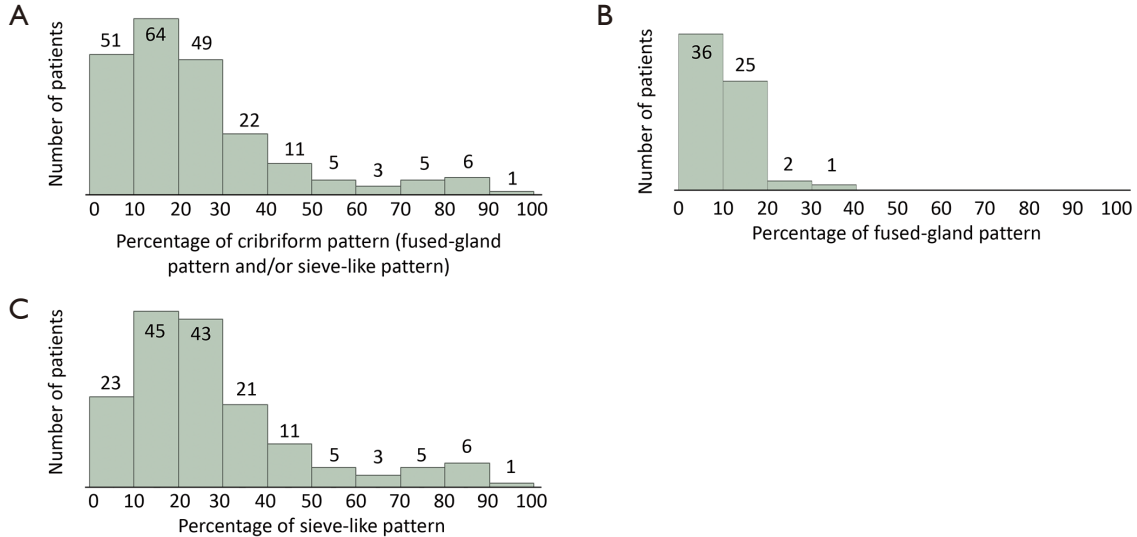 A
Number of patients
51
64
49
22
11
5
3
5
6
1
0 10 20 30 40 50 60 70 80 90 100
Percentage of cribriform pattern (fused-gland
pattern and/or sieve-like pattern)
B
Number of patients
36
25
2
1
0 10 20 30 40 50 60 70 80 90 100
Percentage of fused-gland pattern
C
Number of patients
23
45
43
21
11
5
3
5
6
1
0 10 20 30 40 50 60 70 80 90 100
Percentage of sieve-like pattern